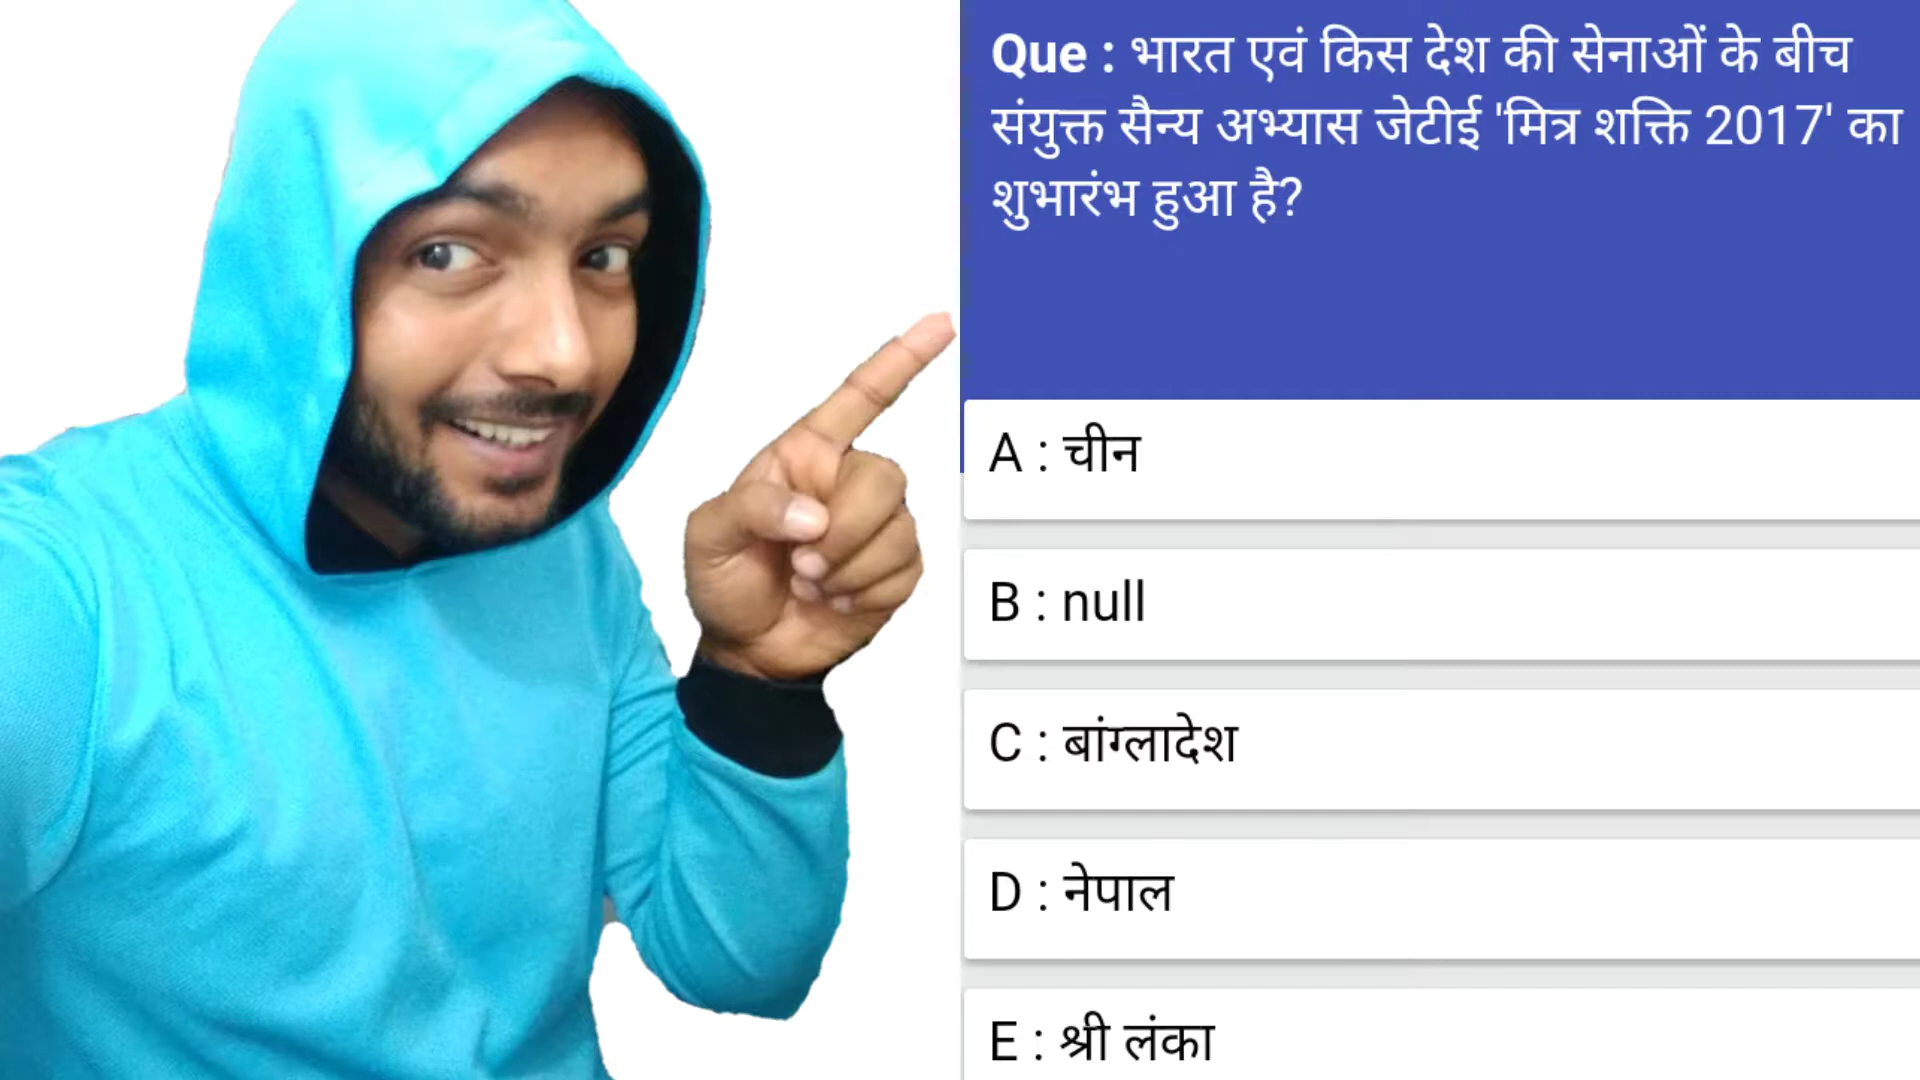 Que : भारत एवं किस देश की सेनाओं के बीच
संयुक्त सैन्य अभ्यास जेटीई 'मित्र शक्ति 2017' का
शुभारंभ हुआ है?
A : चीन
B : null
C : बांग्लादेश
D : नेपाल
E : श्री लंका